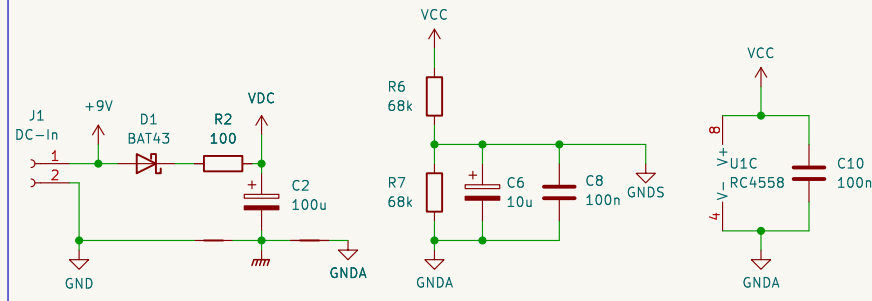 J1
DC-In
1
2
+9V
D1
BAT43
R2
100
VDC
+
C2
100u
GND
GNDA
VCC
R6
68k
R7
68k
+
C6
10u
C8
100n
GNDS
GNDA
VCC
8
V+
U1C
RC4558
V-
4
C10
100n
GNDA